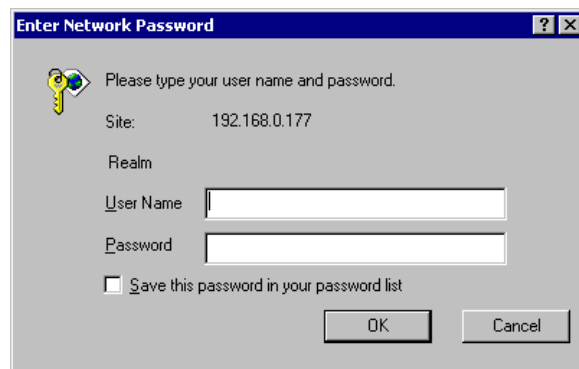 Enter Network Password
Please type your user name and password.
Site: 192.168.0.177
Realm
User Name
Password
Save this password in your password list
OK Cancel